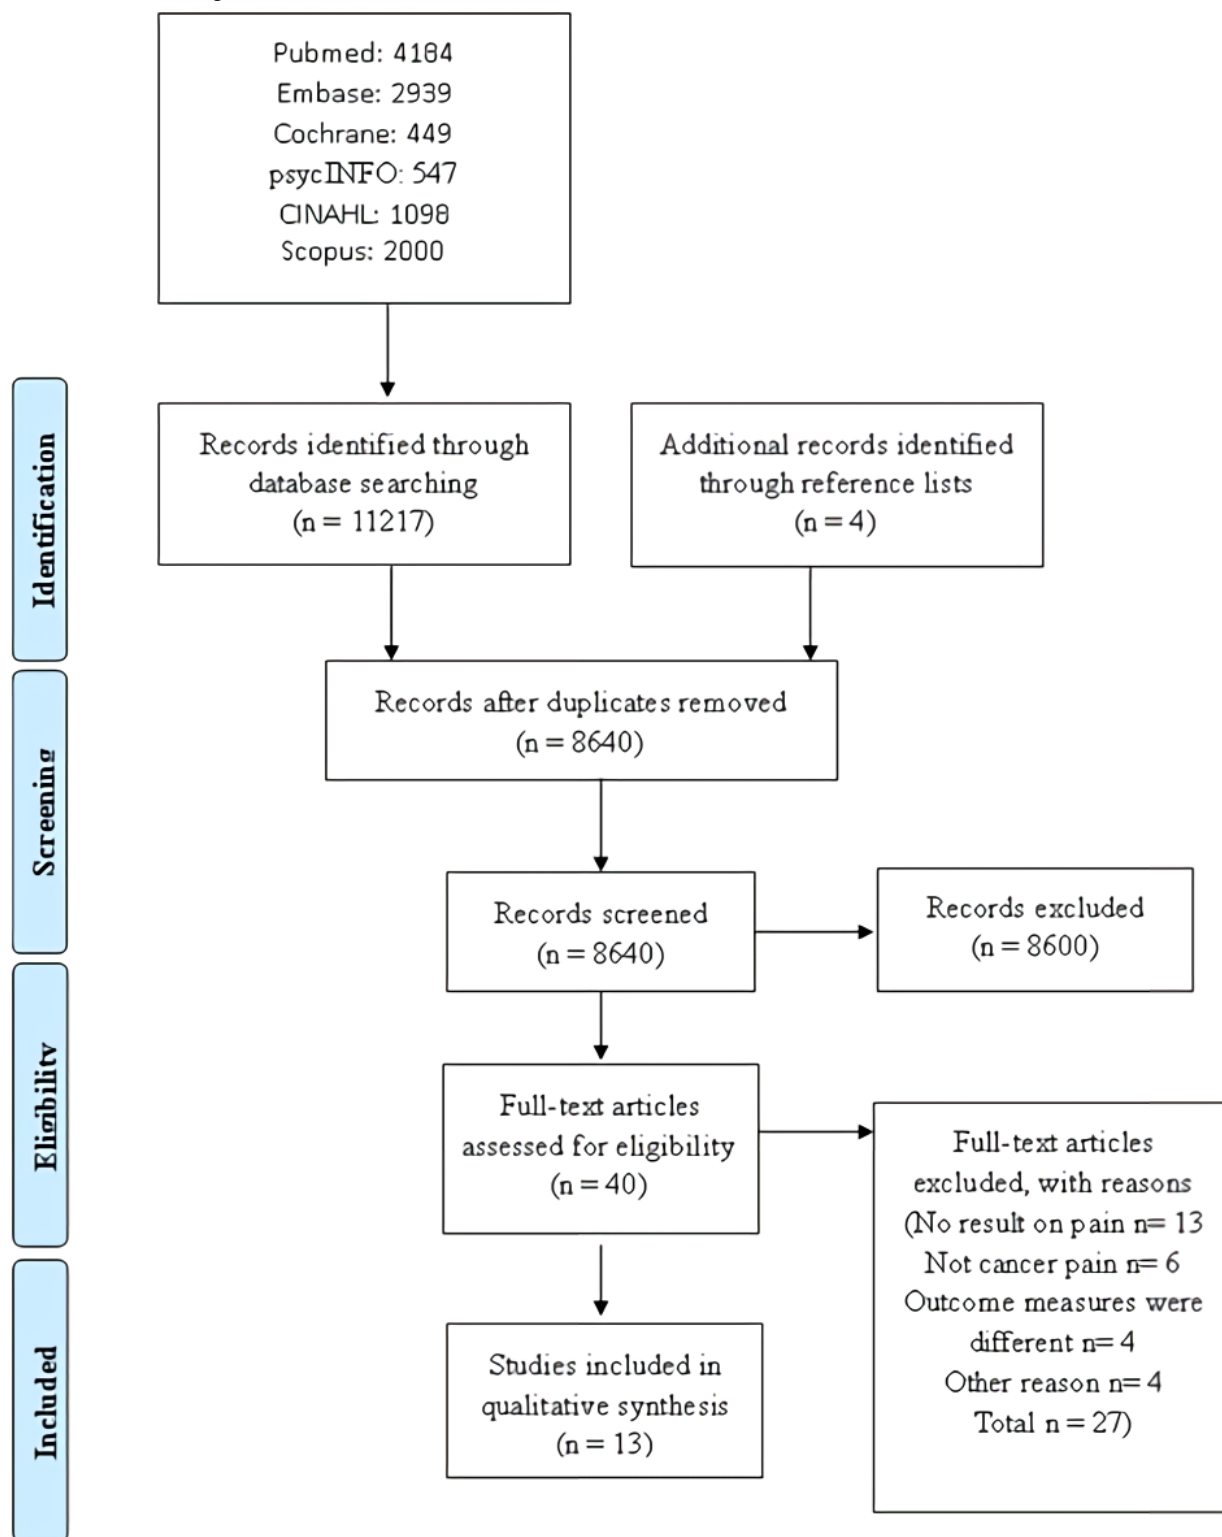 Pubmed: 4184
Embase: 2939
Cochrane: 449
psycINFO: 547
CINAHL: 1098
Scopus: 2000
Identification
Records identified through
database searching
(n = 11217)
Additional records identified
through reference lists
(n = 4)
Screening
Records after duplicates removed
(n = 8640)
Records screened
(n = 8640)
Records excluded
(n = 8600)
Eligibility
Full-text articles
assessed for eligibility
(n = 40)
Full-text articles
excluded, with reasons
(No result on pain n= 13
Not cancer pain n= 6
Outcome measures were
different n= 4
Other reason n= 4
Total n = 27)
Included
Studies included in
qualitative synthesis
(n = 13)